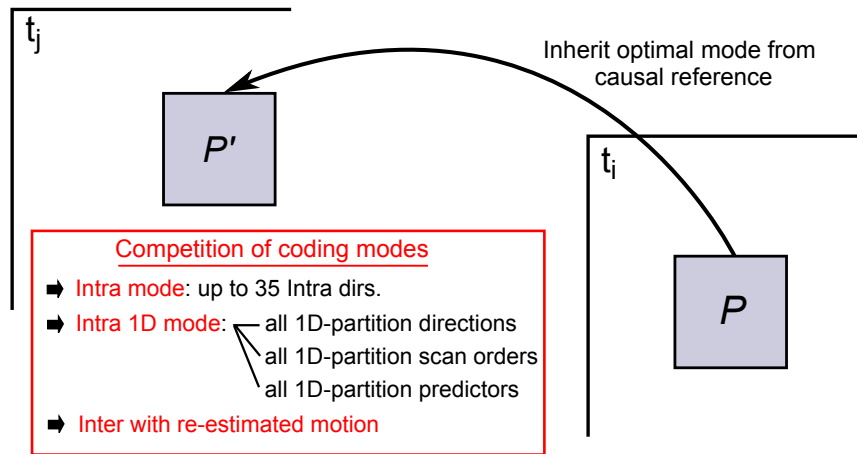 tj
Inherit optimal mode from
causal reference
P'
ti
Competition of coding modes
Intra mode: up to 35 Intra dirs.
Intra 1D mode: all 1D-partition directions
all 1D-partition scan orders
all 1D-partition predictors
Inter with re-estimated motion
P